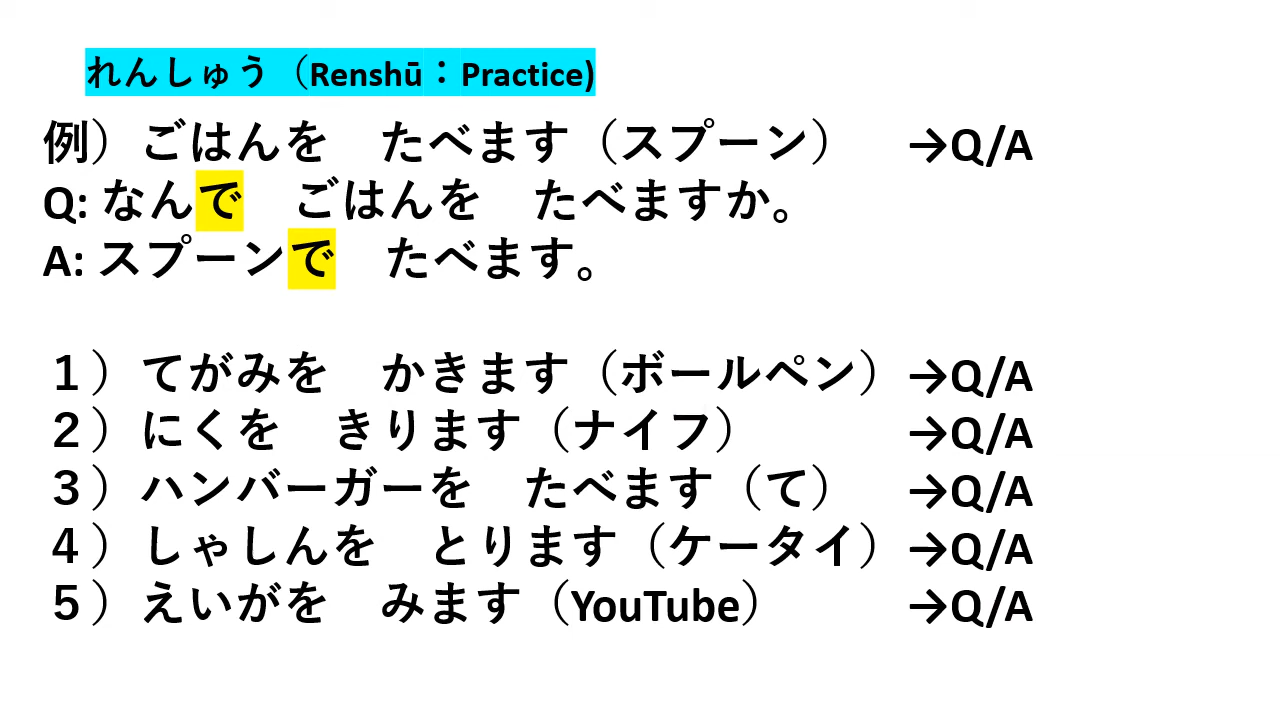 れんしゅう（Renshū：Practice)
例）ごはんを　たべます（スプーン）　→Q/A
Q: なんで　ごはんを　たべますか。
A: スプーンで　たべます。
１）てがみを　かきます（ボールペン）→Q/A
２）にくを　きります（ナイフ）　→Q/A
３）ハンバーガーを　たべます（て）　→Q/A
４）しゃしんを　とります（ケータイ）→Q/A
５）えいがを　みます（YouTube）　→Q/A